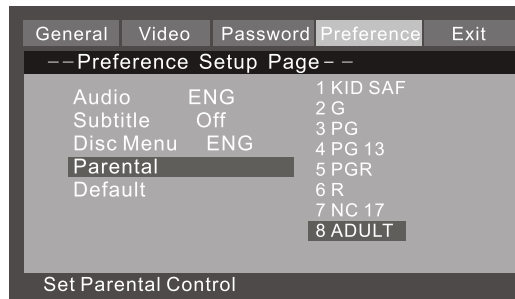 General Video Password Preference Exit
--Preference Setup Page--
Audio ENG
Subtitle Off
Disc Menu ENG
Parental
Default
1 KID SAF
2 G
3 PG
4 PG 13
5 PGR
6 R
7 NC 17
8 ADULT
Set Parental Control